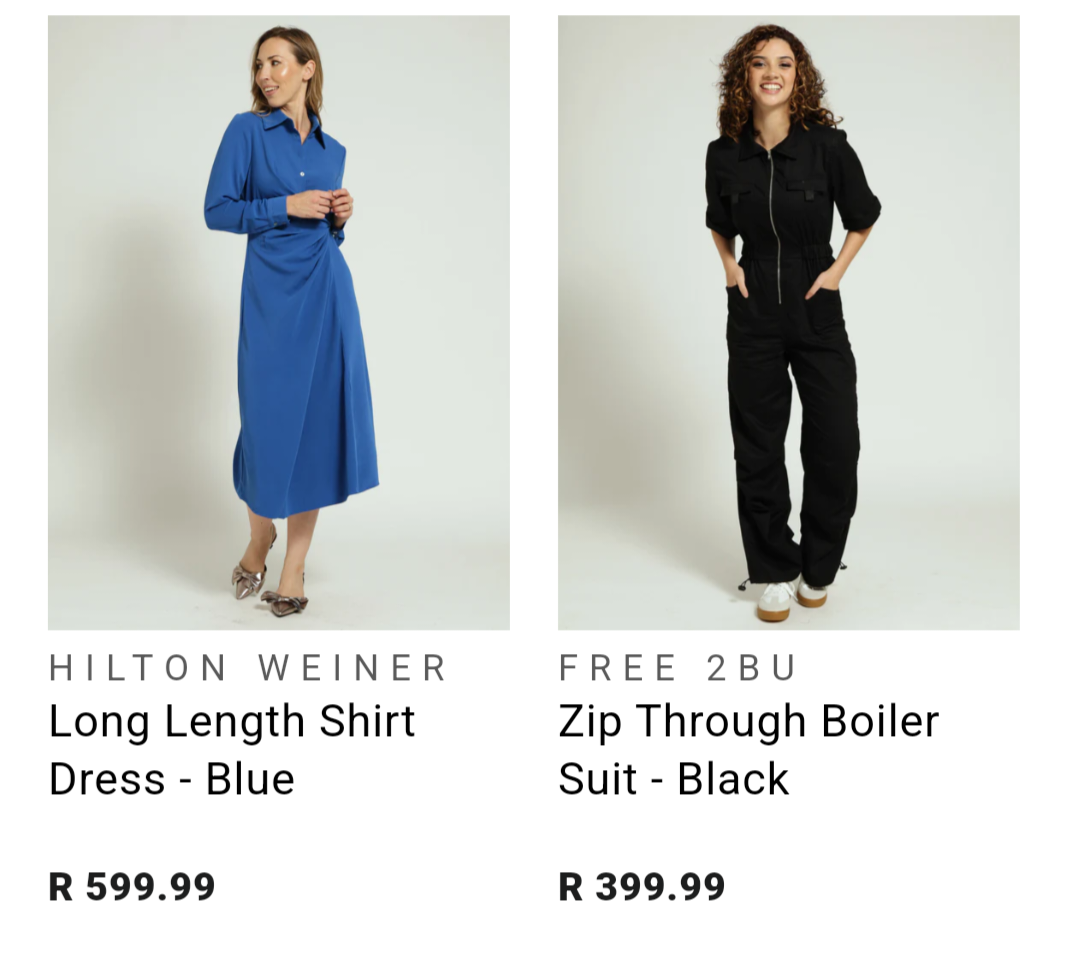 HILTON WEINER
Long Length Shirt
Dress - Blue
R 599.99
FREE 2BU
Zip Through Boiler
Suit - Black
R 399.99